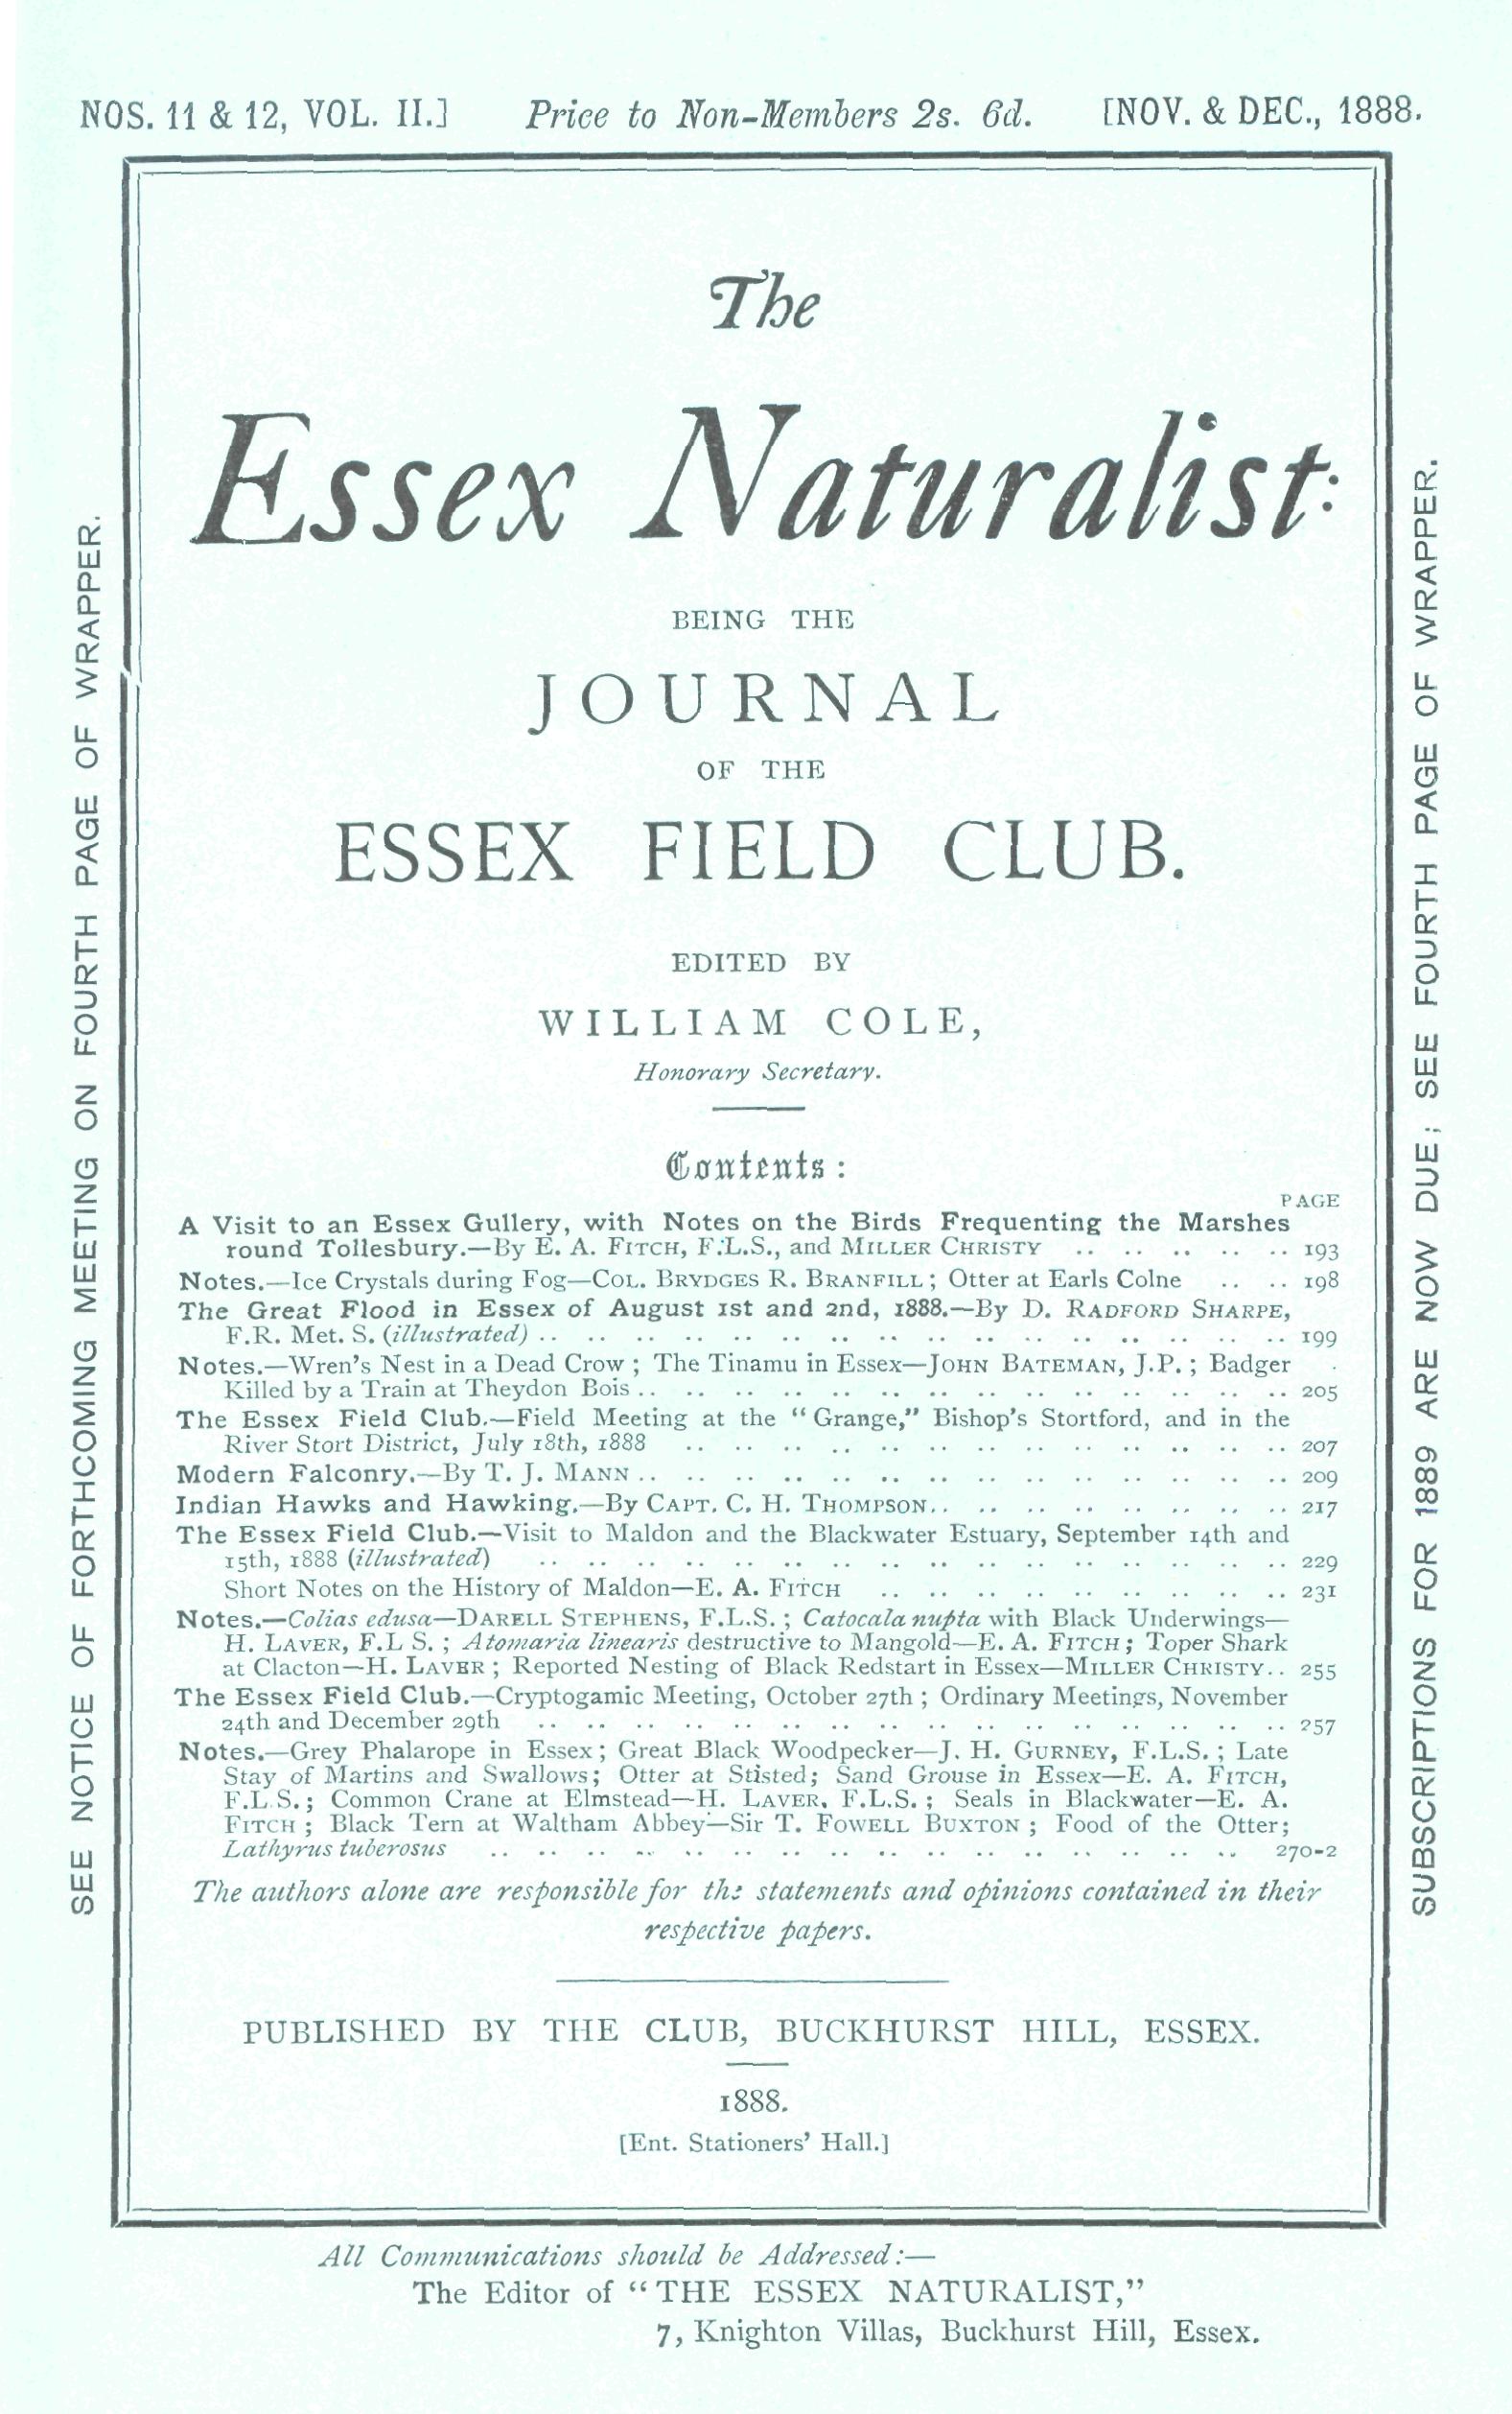 NOS. 11 & 12, VOL. II.] Price to Non-Members 2s. 6d. [NOV. & DEC., 1888.
The
Essex Naturalist:
BEING THE
JOURNAL
OF THE
ESSEX FIELD CLUB.
EDITED BY
WILLIAM COLE,
Honorary Secretary.
Contents:
PAGE
A Visit to an Essex Gullery, with Notes on the Birds Frequenting the Marshes
round Tollesbury.—By E. A. FITCH, F.L.S., and MILLER CHRISTY .. .. .. .. .. 193
Notes.—Ice Crystals during Fog—COL. BRYDGES R. BRANFILL; Otter at Earls Colne .. .. 198
The Great Flood in Essex of August 1st and 2nd, 1888.—By D. RADFORD SHARPE,
F.R. Met. S. (illustrated) .. .. .. .. .. .. .. .. .. .. .. .. .. .. .. .. 199
Notes.—Wren's Nest in a Dead Crow; The Tinamu in Essex—JOHN BATEMAN, J.P.; Badger
Killed by a Train at Theydon Bois .. .. .. .. .. .. .. .. .. .. .. .. .. .. 205
The Essex Field Club.—Field Meeting at the "Grange," Bishop's Stortford, and in the
River Stort District, July 18th, 1888 .. .. .. .. .. .. .. .. .. .. .. .. .. 207
Modern Falconry.—By T. J. MANN .. .. .. .. .. .. .. .. .. .. .. .. .. .. 209
Indian Hawks and Hawking.—By CAPT. C. H. THOMPSON .. .. .. .. .. .. .. .. 217
The Essex Field Club.—Visit to Maldon and the Blackwater Estuary, September 14th and
15th, 1888 (illustrated) .. .. .. .. .. .. .. .. .. .. .. .. .. .. .. .. 229
Short Notes on the History of Maldon—E. A. FITCH .. .. .. .. .. .. .. .. .. 231
Notes.—Colias edusa—DARELL STEPHENS, F.L.S.; Catocala nupta with Black Underwings—
H. LAVER, F.L S.; Atomaria linearis destructive to Mangold—E. A. FITCH; Toper Shark
at Clacton—H. LAVER; Reported Nesting of Black Redstart in Essex—MILLER CHRISTY.. 255
The Essex Field Club.—Cryptogamic Meeting, October 27th; Ordinary Meetings, November
24th and December 29th .. .. .. .. .. .. .. .. .. .. .. .. .. .. .. .. 257
Notes.—Grey Phalarope in Essex; Great Black Woodpecker—J. H. GURNEY, F.L.S.; Late
Stay of Martins and Swallows; Otter at Stisted; Sand Grouse in Essex—E. A. FITCH,
F.L S.; Common Crane at Elmstead—H. LAVER, F.L.S.; Seals in Blackwater—E. A.
FITCH; Black Tern at Waltham Abbey—Sir T. FOWELL BUXTON; Food of the Otter;
Lathyrus tuberosus .. .. .. .. .. .. .. .. .. .. .. .. .. .. .. .. 270-2
The authors alone are responsible for the statements and opinions contained in their
respective papers.
PUBLISHED BY THE CLUB, BUCKHURST HILL, ESSEX.
1888.
[Ent. Stationers' Hall.]
All Communications should be Addressed:—
The Editor of "THE ESSEX NATURALIST,"
7, Knighton Villas, Buckhurst Hill, Essex.
SEE NOTICE OF FORTHCOMING MEETING ON FOURTH PAGE OF WRAPPER.
SUBSCRIPTIONS FOR 1889 ARE NOW DUE; SEE FOURTH PAGE OF WRAPPER.